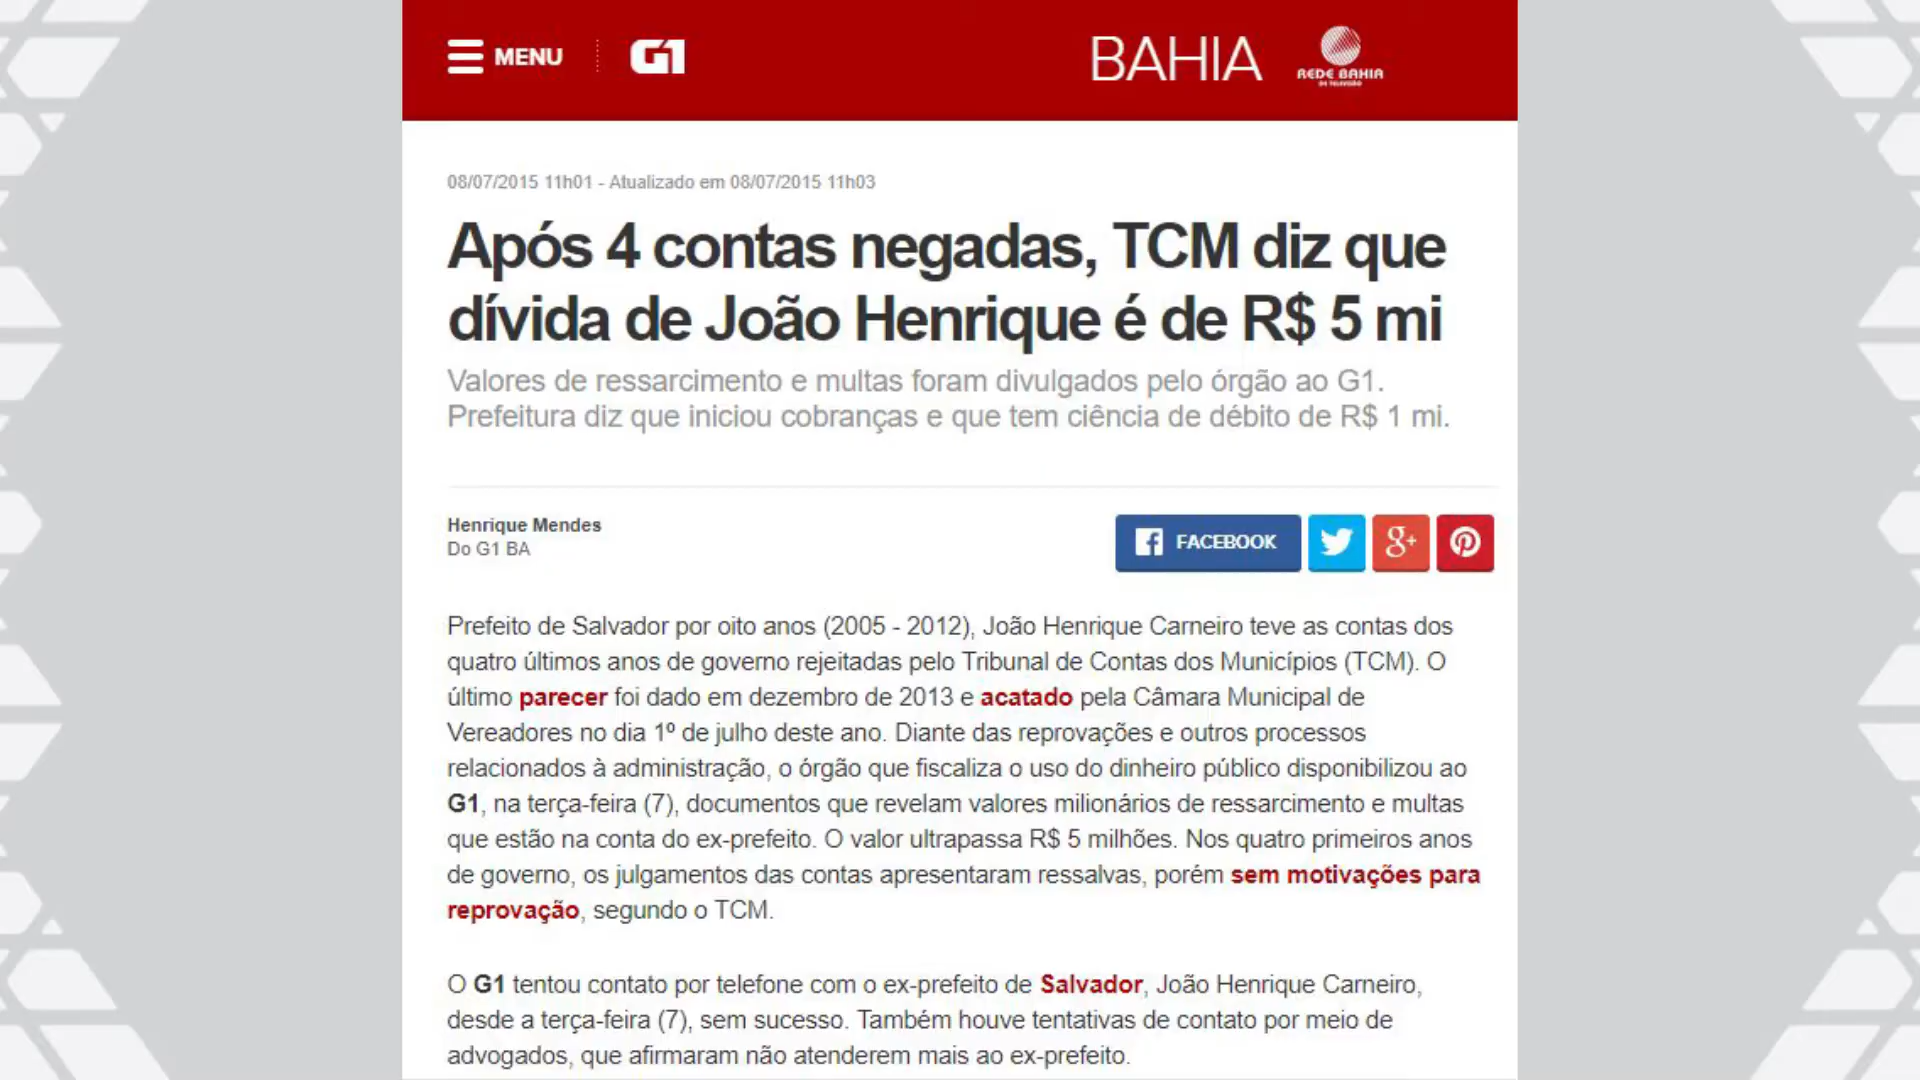 MENU
G1
BAHIA
REDE BAHIA
DE TELEVISÃO
08/07/2015 11h01 - Atualizado em 08/07/2015 11h03
Após 4 contas negadas, TCM diz que
dívida de João Henrique é de R$ 5 mi
Valores de ressarcimento e multas foram divulgados pelo órgão ao G1.
Prefeitura diz que iniciou cobranças e que tem ciência de débito de R$ 1 mi.
Henrique Mendes
Do G1 BA
FACEBOOK
g+
Prefeito de Salvador por oito anos (2005 - 2012), João Henrique Carneiro teve as contas dos
quatro últimos anos de governo rejeitadas pelo Tribunal de Contas dos Municípios (TCM). O
último parecer foi dado em dezembro de 2013 e acatado pela Câmara Municipal de
Vereadores no dia 1º de julho deste ano. Diante das reprovações e outros processos
relacionados à administração, o órgão que fiscaliza o uso do dinheiro público disponibilizou ao
G1, na terça-feira (7), documentos que revelam valores milionários de ressarcimento e multas
que estão na conta do ex-prefeito. O valor ultrapassa R$ 5 milhões. Nos quatro primeiros anos
de governo, os julgamentos das contas apresentaram ressalvas, porém sem motivações para
reprovação, segundo o TCM.
O G1 tentou contato por telefone com o ex-prefeito de Salvador, João Henrique Carneiro,
desde a terça-feira (7), sem sucesso. Também houve tentativas de contato por meio de
advogados, que afirmaram não atenderem mais ao ex-prefeito.